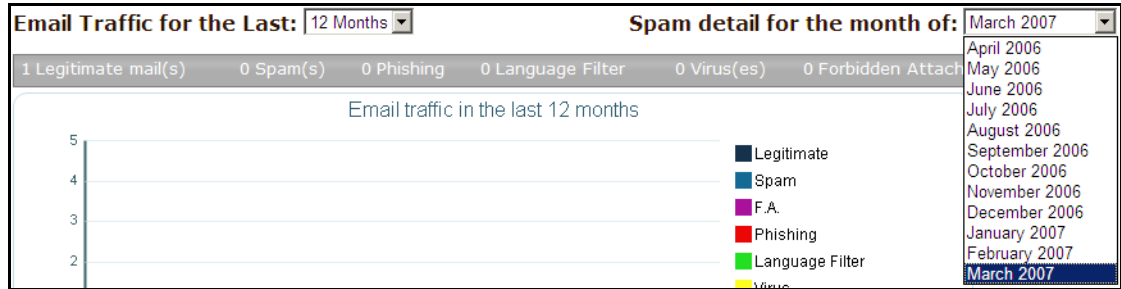 Email Traffic for the Last: 12 Months
Spam detail for the month of: March 2007
1 Legitimate mail(s) 0 Spam(s) 0 Phishing 0 Language Filter 0 Virus(es) 0 Forbidden Attach
April 2006
May 2006
June 2006
July 2006
August 2006
September 2006
October 2006
November 2006
December 2006
January 2007
February 2007
March 2007
Email traffic in the last 12 months
5
4
3
2
Legitimate
Spam
F.A.
Phishing
Language Filter
Virus